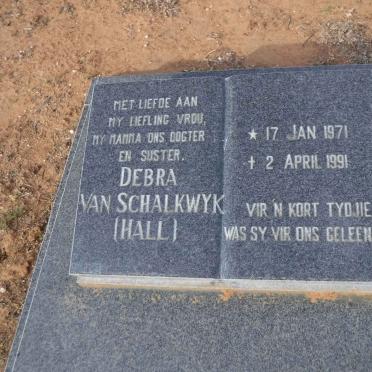 MET LIEFDE AAN
MY LIEFLING VROU,
MY MAMMA ONS DOGTER
EN SUSTER.
DEBRA
VAN SCHALKWYK
(HALL)
★ 17 JAN 1971
✝ 2 APRIL 1991
VIR 'N KORT TYDJIE
WAS SY VIR ONS GELEEN